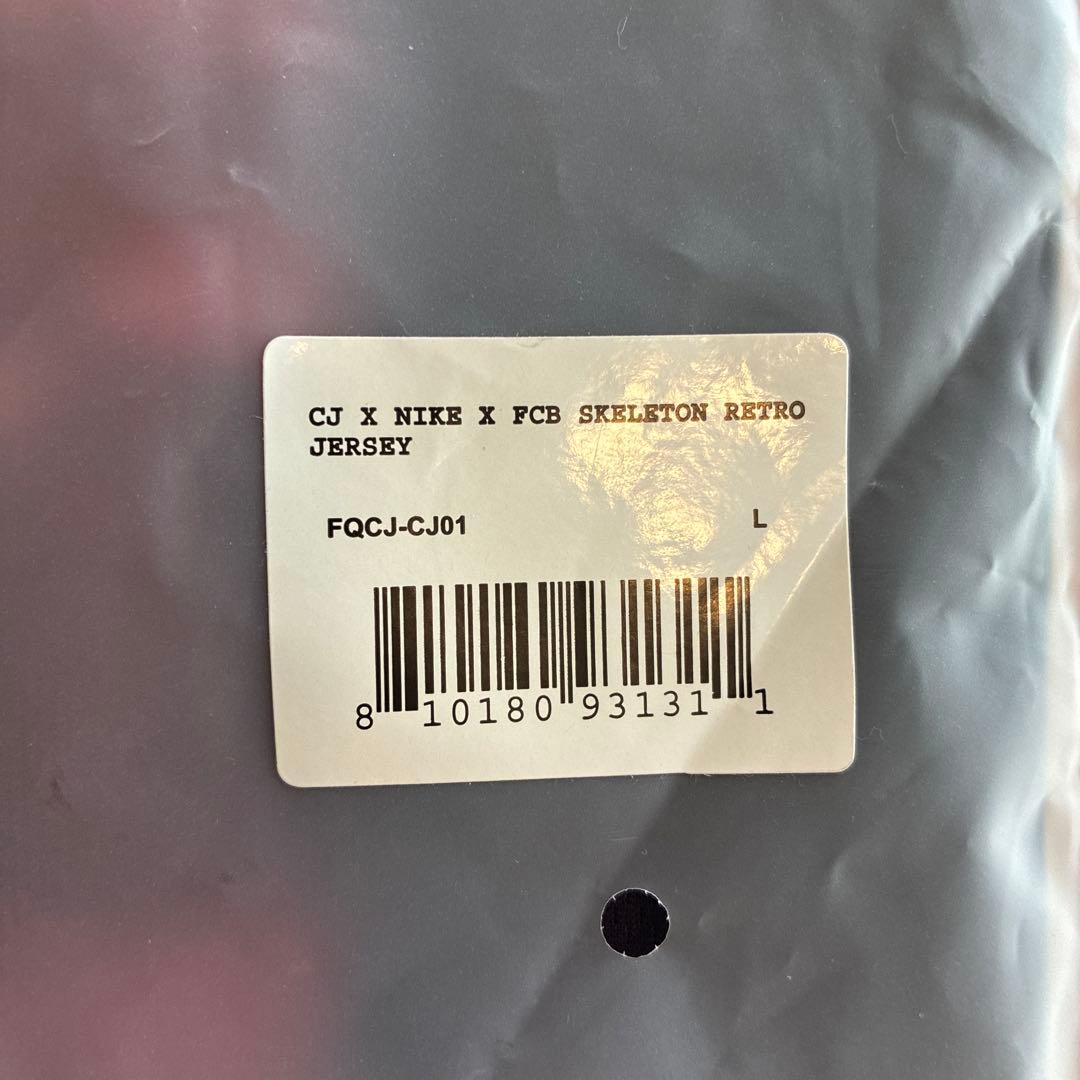 CJ X NIKE X FCB SKELETON RETRO
JERSEY
FQCJ-CJ01 L
8 10180 93131 1